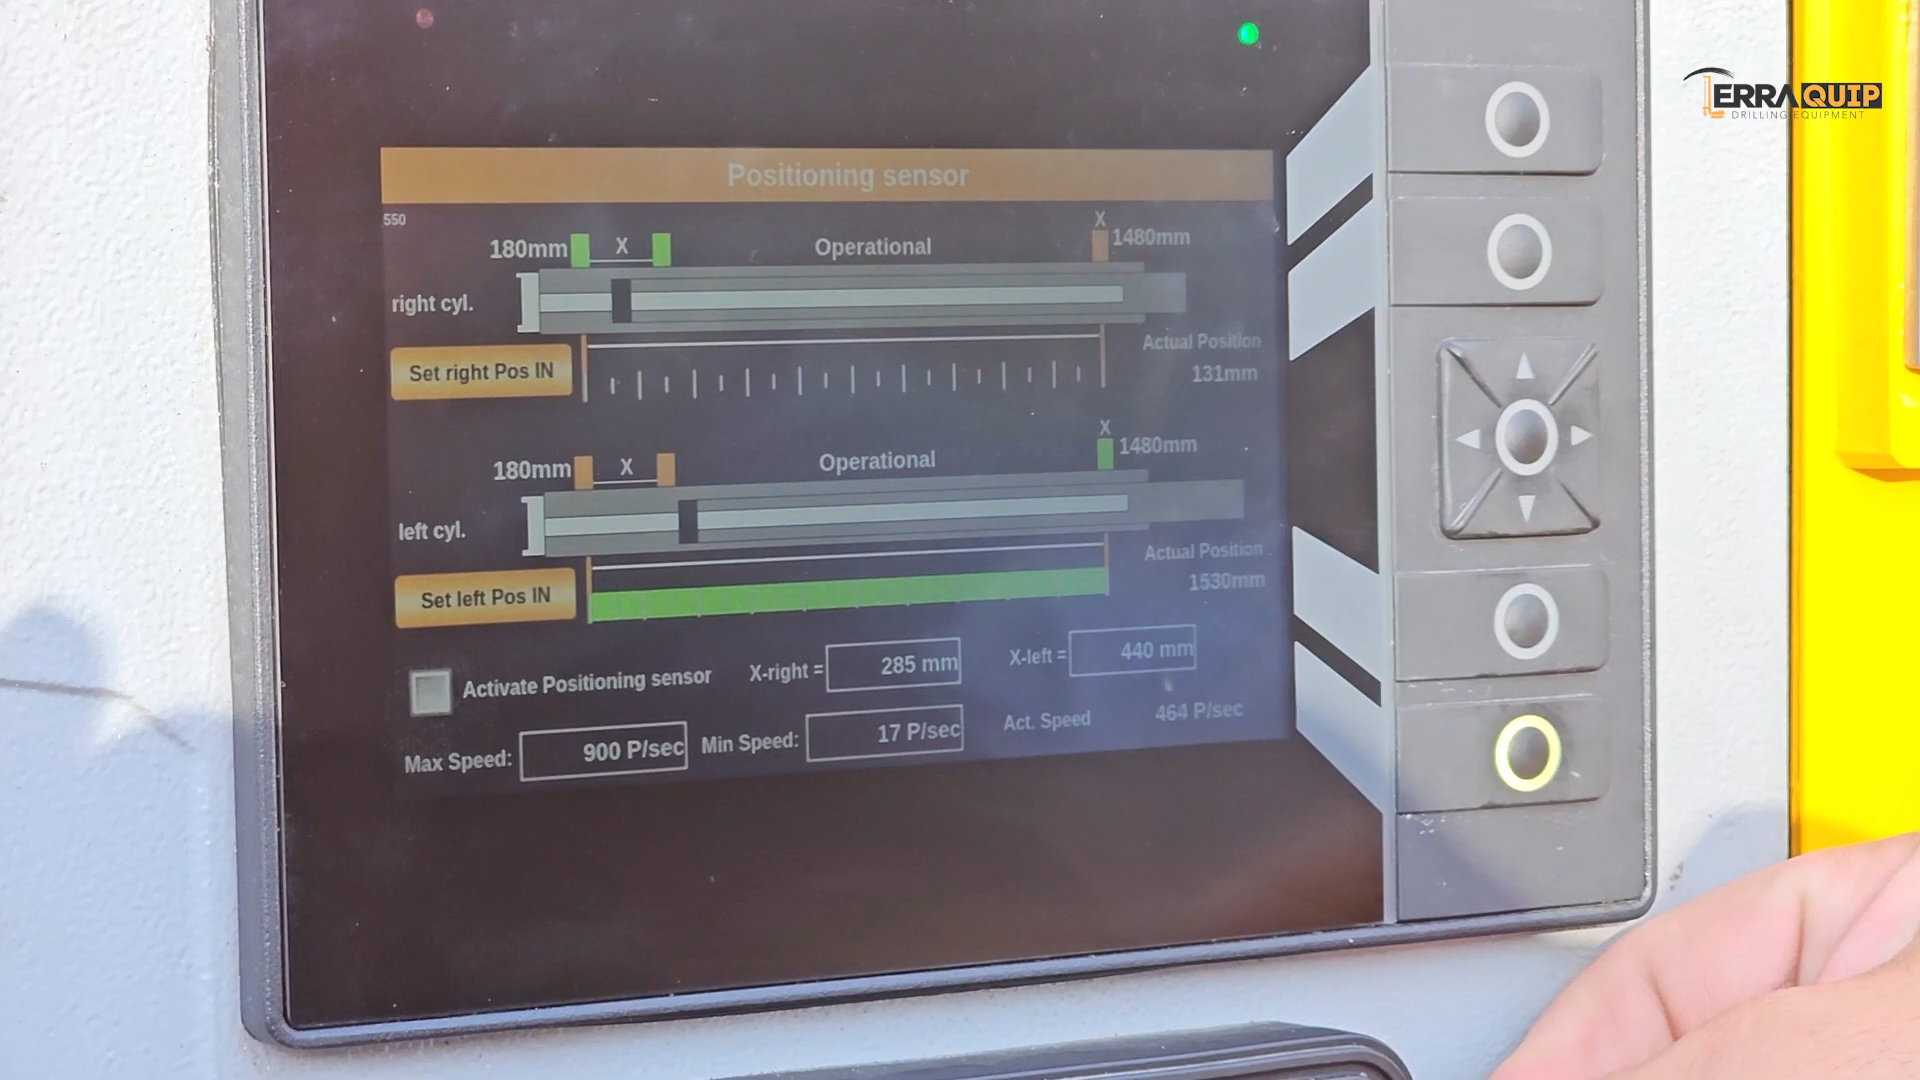 ERRAQUIP
DRILLING EQUIPMENT
Positioning sensor
550
180mm X Operational X 1480mm
right cyl.
Actual Position
Set right Pos IN 131mm
180mm X Operational X 1480mm
left cyl.
Actual Position
Set left Pos IN 1530mm
Activate Positioning sensor X-right = 285 mm X-left = 440 mm
Max Speed: 900 P/sec Min Speed: 17 P/sec Act. Speed 464 P/sec